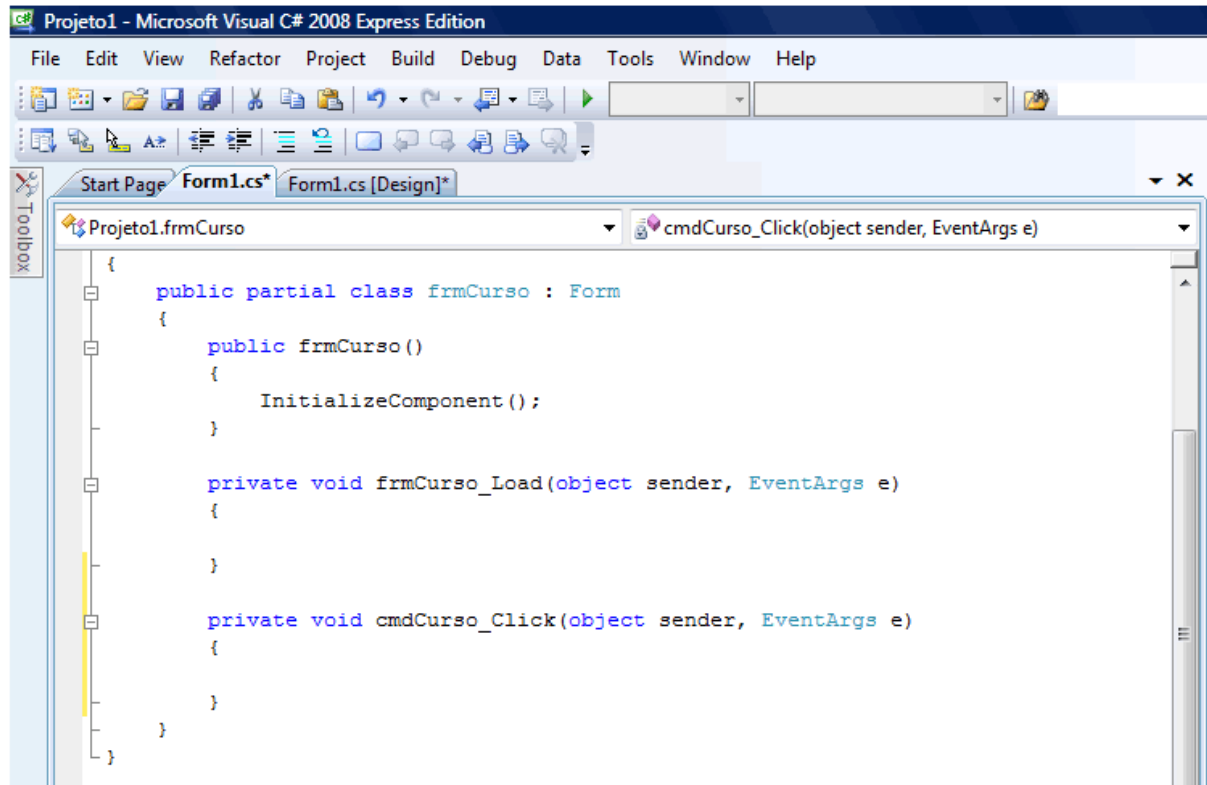 Projeto1 - Microsoft Visual C# 2008 Express Edition
File Edit View Refactor Project Build Debug Data Tools Window Help
Toolbox
Start Page Form1.cs* Form1.cs [Design]*
Projeto1.frmCurso cmdCurso_Click(object sender, EventArgs e)
{
public partial class frmCurso : Form
{
public frmCurso()
{
InitializeComponent();
}
private void frmCurso_Load(object sender, EventArgs e)
{
}
private void cmdCurso_Click(object sender, EventArgs e)
{
}
}
}